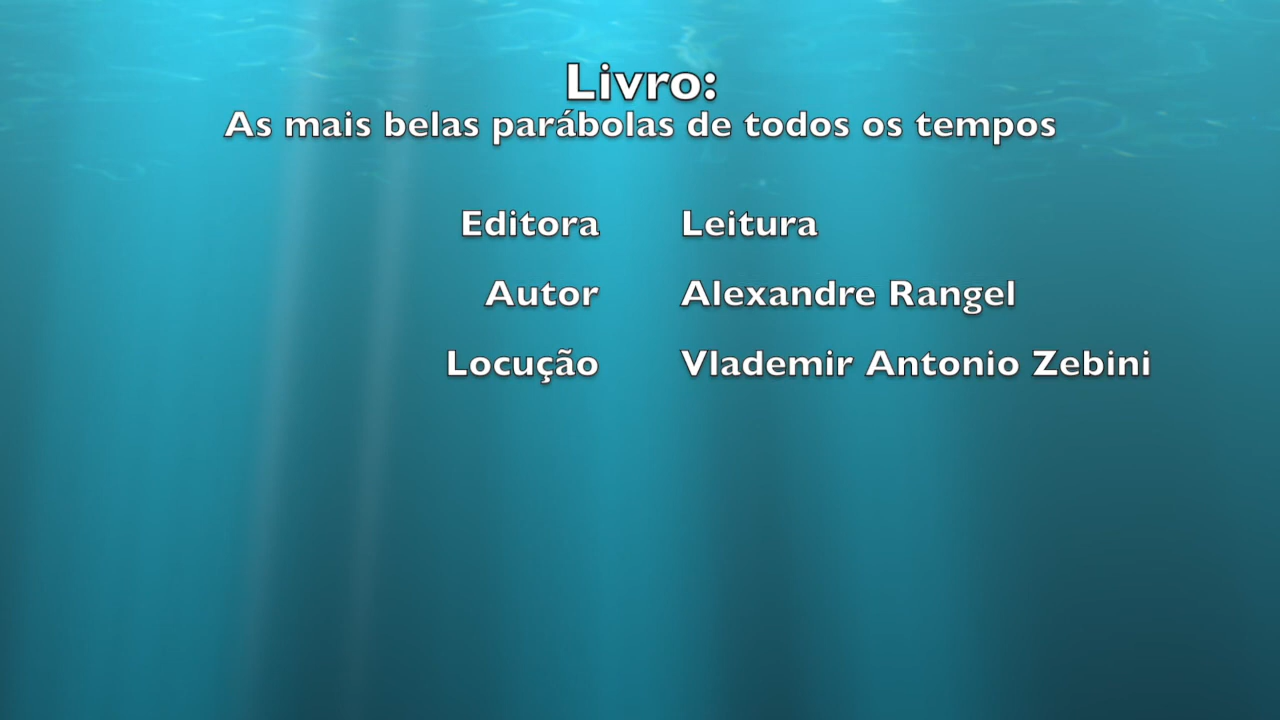 Livro:
As mais belas parábolas de todos os tempos
Editora Leitura
Autor Alexandre Rangel
Locução Vlademir Antonio Zebini